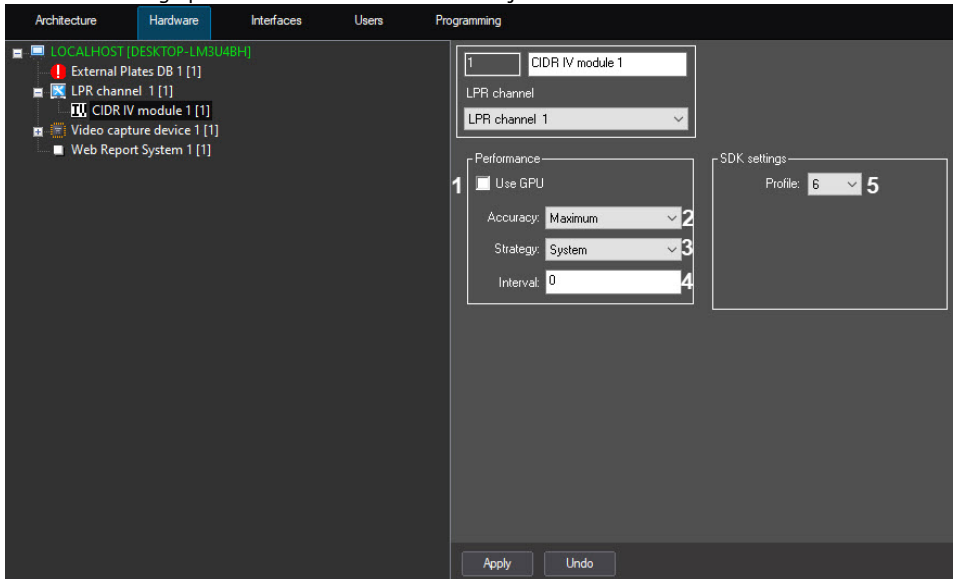 Architecture Hardware Interfaces Users Programming
LOCALHOST [DESKTOP-LM3U4BH]
External Plates DB 1 [1]
LPR channel 1 [1]
CIDR IV module 1 [1]
Video capture device 1 [1]
Web Report System 1 [1]
1 CIDR IV module 1
LPR channel
LPR channel 1
Performance
1 Use GPU
Accuracy: Maximum 2
Strategy: System 3
Interval: 0 4
SDK settings
Profile: 6 5
Apply Undo